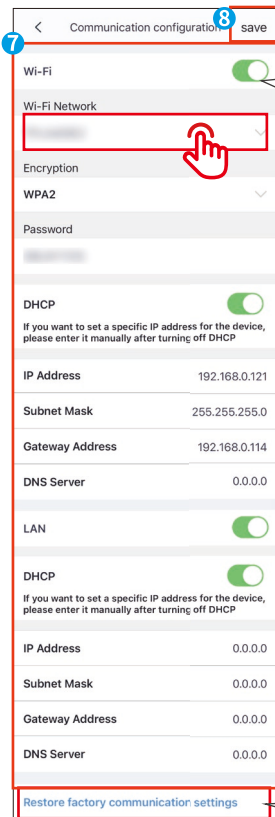 Communication configuration
8
save
7
Wi-Fi
Wi-Fi Network
Encryption
WPA2
Password
DHCP
If you want to set a specific IP address for the device,
please enter it manually after turning off DHCP
IP Address 192.168.0.121
Subnet Mask 255.255.255.0
Gateway Address 192.168.0.114
DNS Server 0.0.0.0
LAN
DHCP
If you want to set a specific IP address for the device,
please enter it manually after turning off DHCP
IP Address 0.0.0.0
Subnet Mask 0.0.0.0
Gateway Address 0.0.0.0
DNS Server 0.0.0.0
Restore factory communication settings